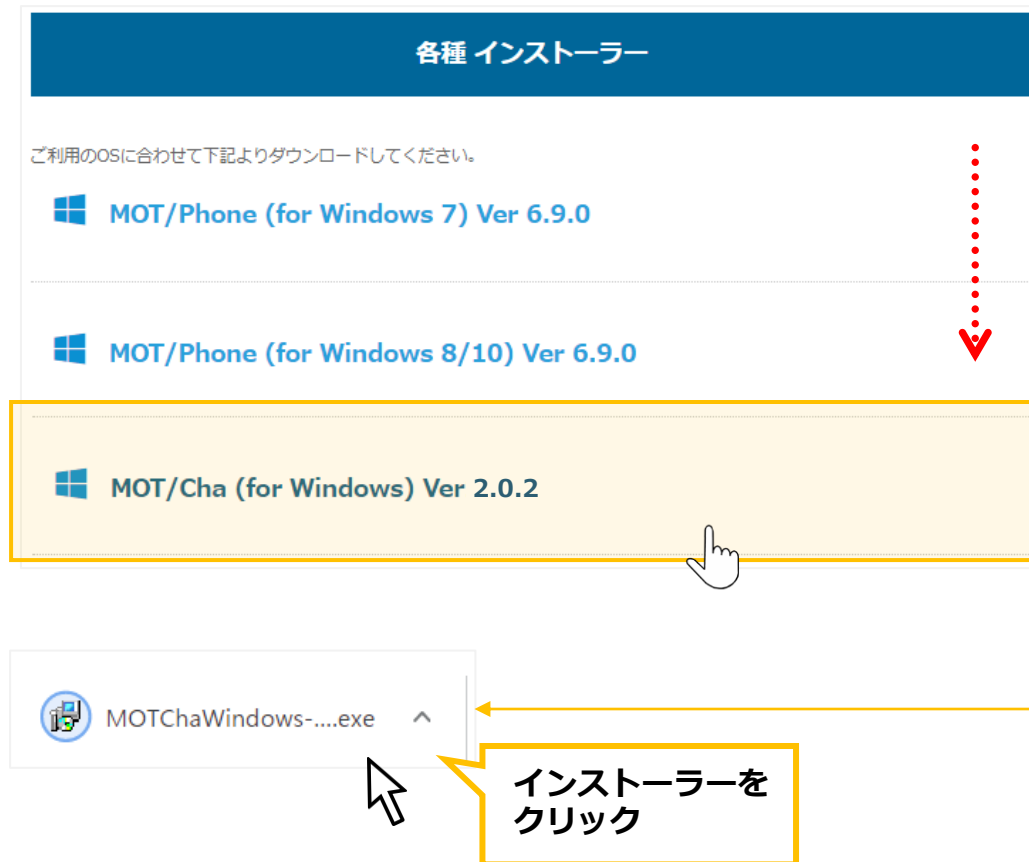 各種 インストーラー
ご利用のOSに合わせて下記よりダウンロードしてください。
MOT/Phone (for Windows 7) Ver 6.9.0
MOT/Phone (for Windows 8/10) Ver 6.9.0
MOT/Cha (for Windows) Ver 2.0.2
MOTChaWindows-....exe
インストーラーを
クリック